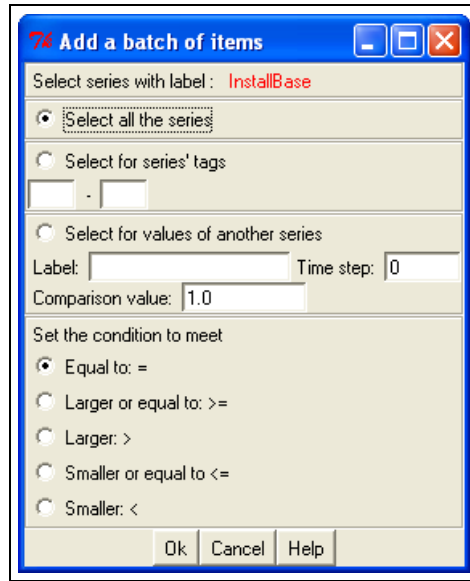 Add a batch of items
Select series with label : InstallBase
Select all the series
Select for series' tags
-
Select for values of another series
Label: Time step: 0
Comparison value: 1.0
Set the condition to meet
Equal to: =
Larger or equal to: >=
Larger: >
Smaller or equal to <=
Smaller: <
Ok Cancel Help